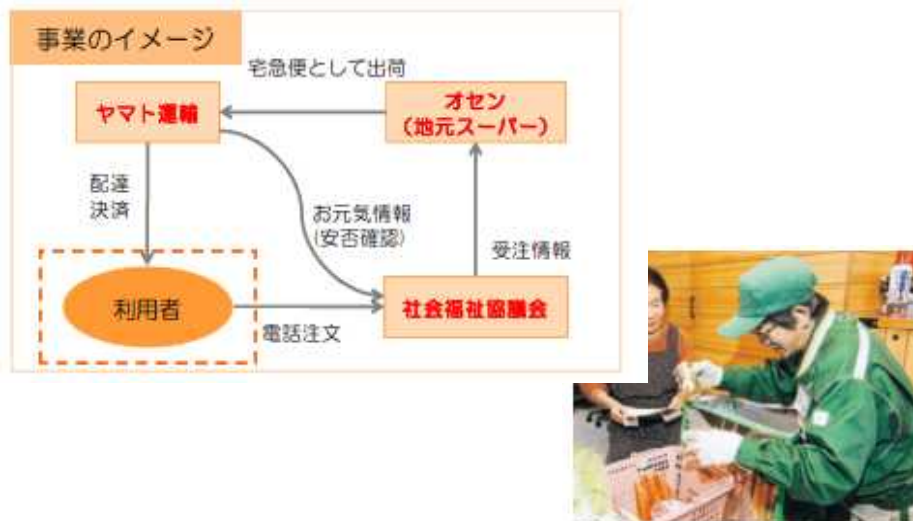 事業のイメージ
宅急便として出荷
ヤマト運輸
オセン
（地元スーパー）
配達
決済
お元気情報
(安否確認)
受注情報
利用者
電話注文
社会福祉協議会